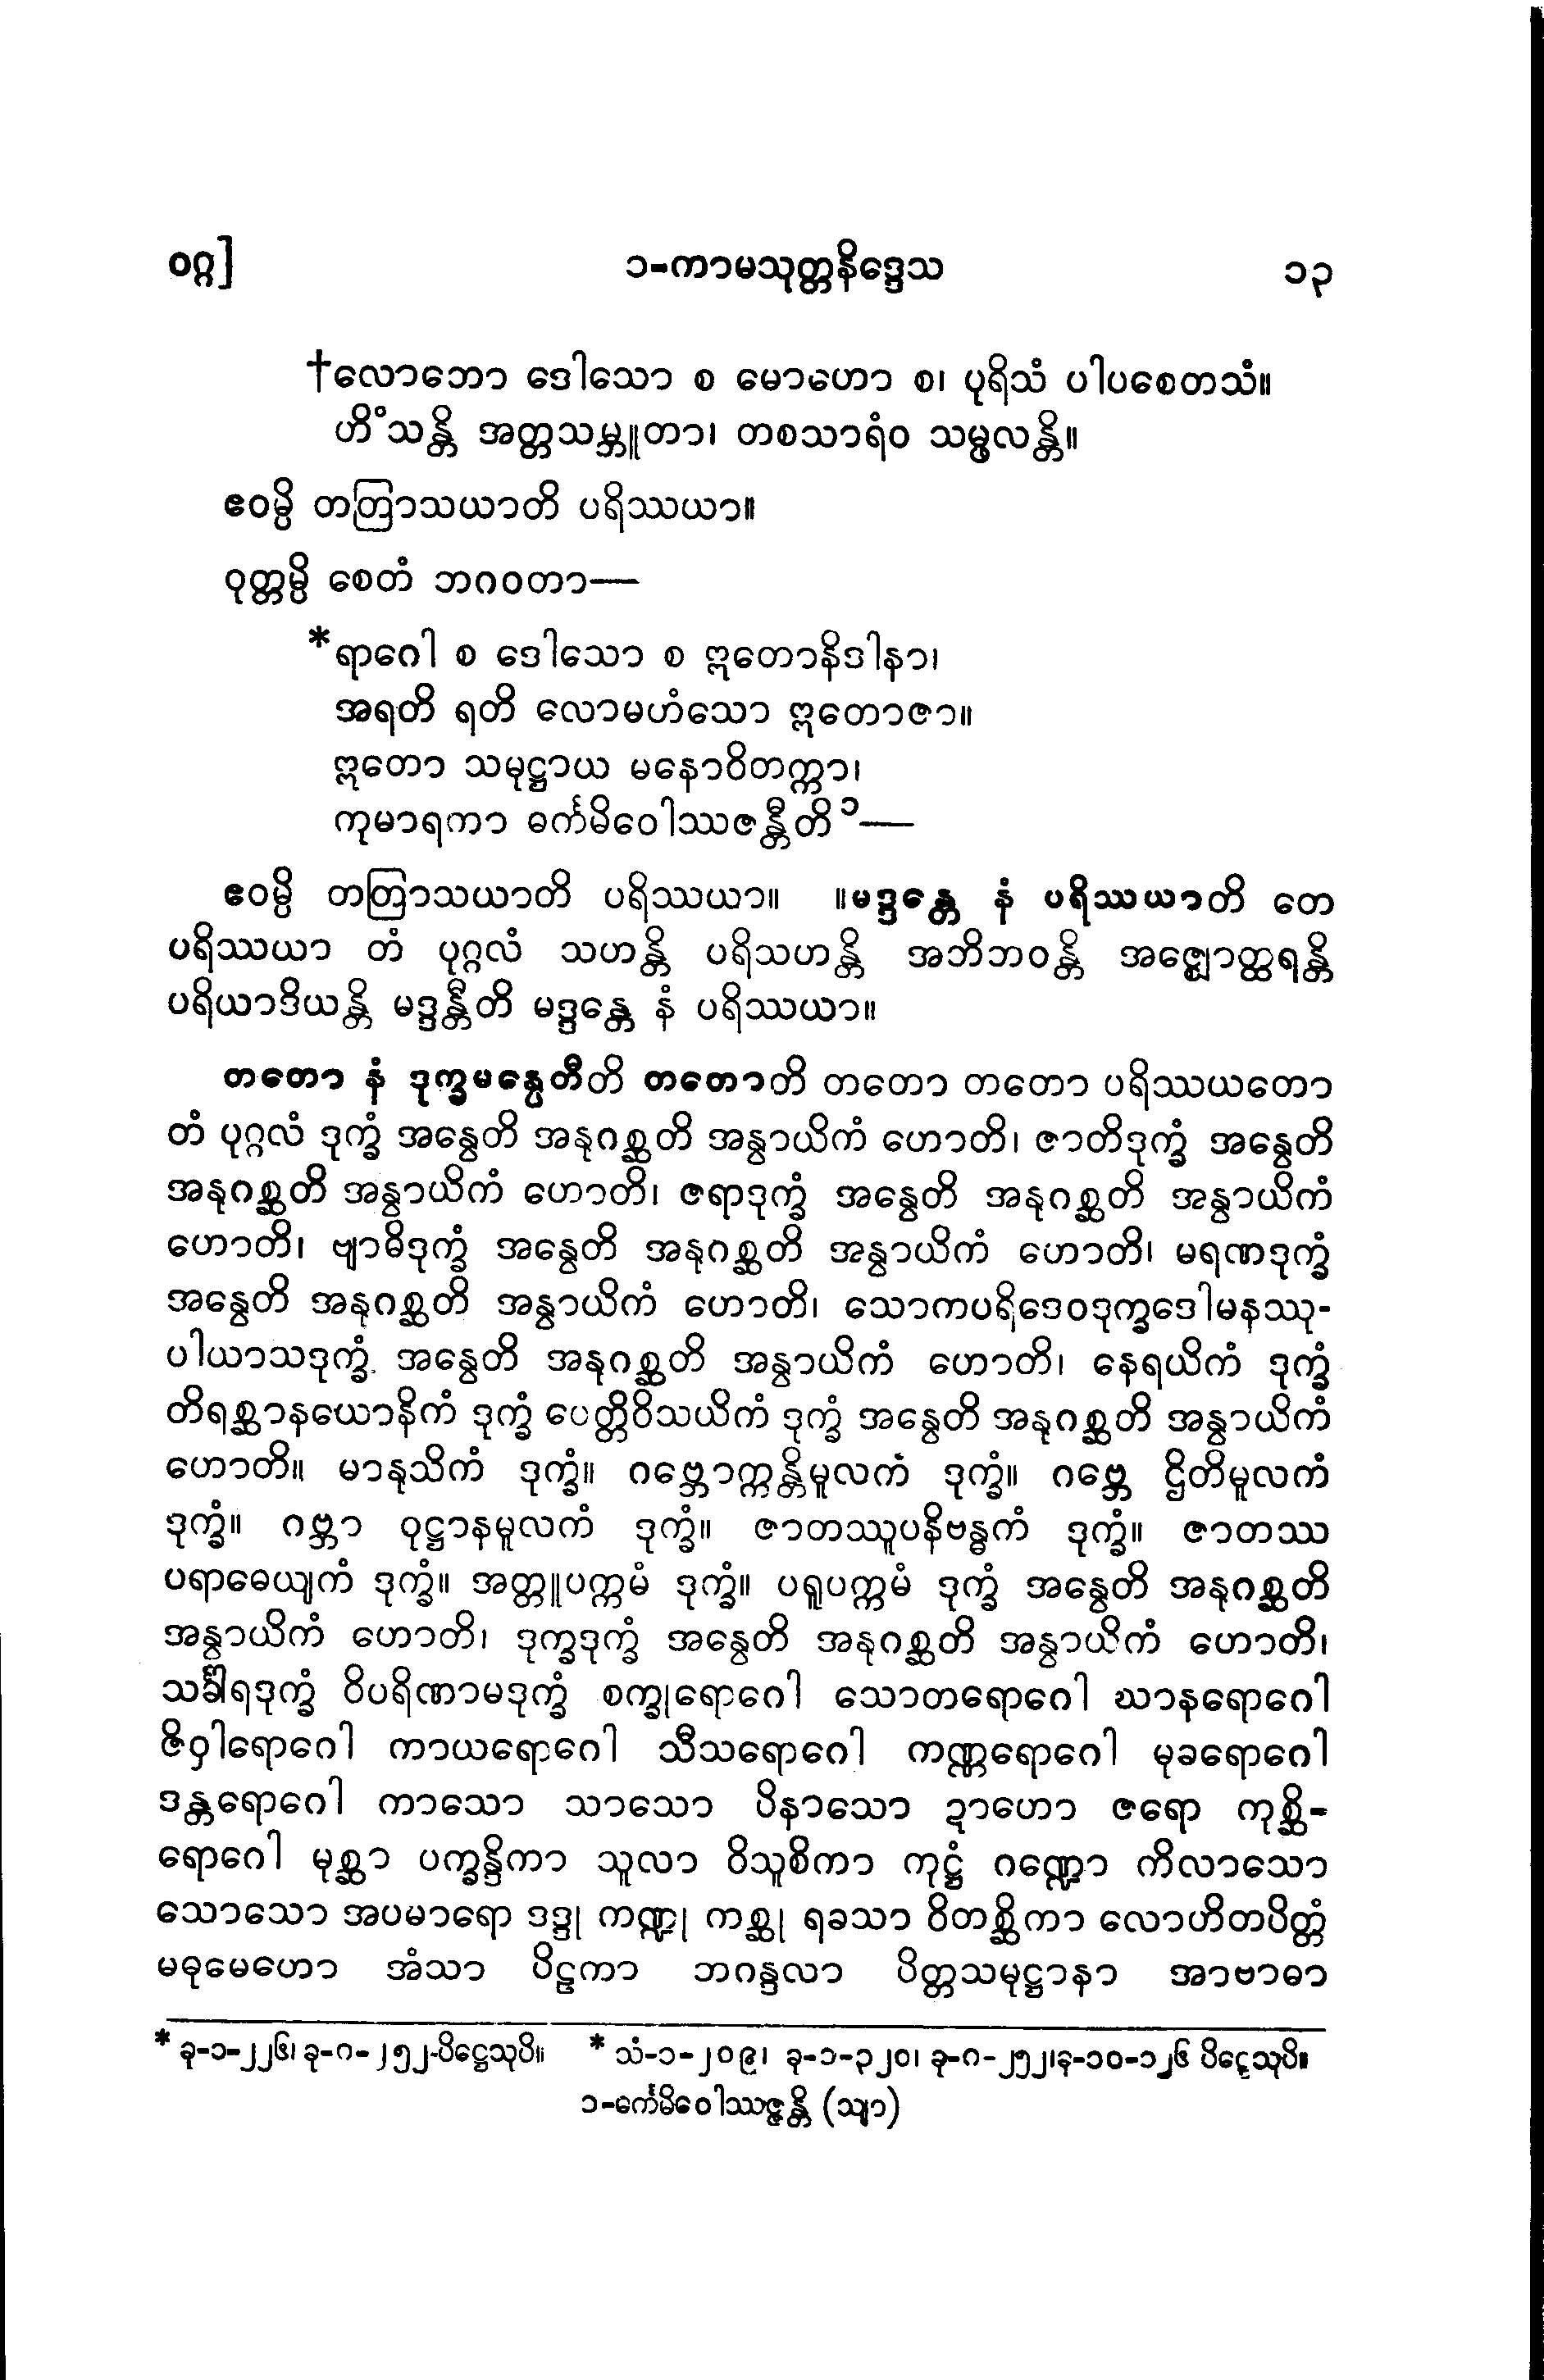 ဝဂ္ဂ] ၁-ကာမသုတ္တနိဒ္ဒေသ ၁၃
†လောဘော ဒေါသော စ မောဟော စ၊ ပုရိသံ ပါပစေတသံ။
ဟိံသန္တိ အတ္တသမ္ဘူတာ၊ တစသာရံဝ သမ္ဖလန္တိ။
ဧဝမ္ပိ တတြာသယာတိ ပရိဿယာ။
ဝုတ္တမ္ပိ စေတံ ဘဂဝတာ—
*ရာဂေါ စ ဒေါသော စ ဣတောနိဒါနာ၊
အရတိ ရတိ လောမဟံသော ဣတောဇာ။
ဣတော သမုဋ္ဌာယ မနောဝိတက္ကာ၊
ကုမာရကာ ဓင်္ကမိဝေါဿဇန္တီတိ ၁—
ဧဝမ္ပိ တတြာသယာတိ ပရိဿယာ။ ။မဒ္ဒန္တေ နံ ပရိဿယာတိ တေ
ပရိဿယာ တံ ပုဂ္ဂလံ သဟန္တိ ပရိသဟန္တိ အဘိဘဝန္တိ အဇ္ဈောတ္ထရန္တိ
ပရိယာဒိယန္တိ မဒ္ဒန္တီတိ မဒ္ဒန္တေ နံ ပရိဿယာ။
တတော နံ ဒုက္ခမန္ဝေတီတိ တတောတိ တတော တတော ပရိဿယတော
တံ ပုဂ္ဂလံ ဒုက္ခံ အနွေတိ အနုဂစ္ဆတိ အနွာယိကံ ဟောတိ၊ ဇာတိဒုက္ခံ အနွေတိ
အနုဂစ္ဆတိ အနွာယိကံ ဟောတိ၊ ဇရာဒုက္ခံ အနွေတိ အနုဂစ္ဆတိ အနွာယိကံ
ဟောတိ၊ ဗျာဓိဒုက္ခံ အနွေတိ အနုဂစ္ဆတိ အနွာယိကံ ဟောတိ၊ မရဏဒုက္ခံ
အနွေတိ အနုဂစ္ဆတိ အနွာယိကံ ဟောတိ၊ သောကပရိဒေဝဒုက္ခဒေါမနဿု-
ပါယာသဒုက္ခံ အနွေတိ အနုဂစ္ဆတိ အနွာယိကံ ဟောတိ၊ နေရယိကံ ဒုက္ခံ
တိရစ္ဆာနယောနိကံ ဒုက္ခံ ပေတ္တိဝိသယိကံ ဒုက္ခံ အနွေတိ အနုဂစ္ဆတိ အနွာယိကံ
ဟောတိ။ မာနုသိကံ ဒုက္ခံ။ ဂဗ္ဘောက္ကန္တိမူလကံ ဒုက္ခံ။ ဂဗ္ဘေ ဌိတိမူလကံ
ဒုက္ခံ။ ဂဗ္ဘာ ဝုဋ္ဌာနမူလကံ ဒုက္ခံ။ ဇာတဿူပနိဗန္ဓကံ ဒုက္ခံ။ ဇာတဿ
ပရာဓေယျကံ ဒုက္ခံ။ အတ္တူပက္ကမံ ဒုက္ခံ။ ပရူပက္ကမံ ဒုက္ခံ အနွေတိ အနုဂစ္ဆတိ
အနွာယိကံ ဟောတိ၊ ဒုက္ခဒုက္ခံ အနွေတိ အနုဂစ္ဆတိ အနွာယိကံ ဟောတိ၊
သင်္ခါရဒုက္ခံ ဝိပရိဏာမဒုက္ခံ စက္ခုရောဂေါ သောတရောဂေါ ဃာနရောဂေါ
ဇိဝှါရောဂေါ ကာယရောဂေါ သီသရောဂေါ ကဏ္ဏရောဂေါ မုခရောဂေါ
ဒန္တရောဂေါ ကာသော သာသော ပိနာသော ဍာဟော ဇရော ကုစ္ဆိ-
ရောဂေါ မုစ္ဆာ ပက္ခန္ဒိကာ သူလာ ဝိသူစိကာ ကုဋ္ဌံ ဂဏ္ဍော ကိလာသော
သောသော အပမာရော ဒဒ္ဒု ကဏ္ဍု ကစ္ဆု ရခသာ ဝိတစ္ဆိကာ လောဟိတပိတ္တံ
မဓုမေဟော အံသာ ပိဠကာ ဘဂန္ဒလာ ပိတ္တသမုဋ္ဌာနာ အာဗာဓာ
* ခု-၁-၂၂၆၊ ခု-ဂ-၂၅၂-ပိဋ္ဌေသုပိ။ * သံ-၁-၂၀၉၊ ခု-၁-၃၂၀၊ ခု-ဂ-၂၅၂၊ခု-၁၀-၁၂၆ ပိဋ္ဌေသုပိ။
၁-င်္ကေမိဝေါဿဇ္ဇန္တိ (သျာ)